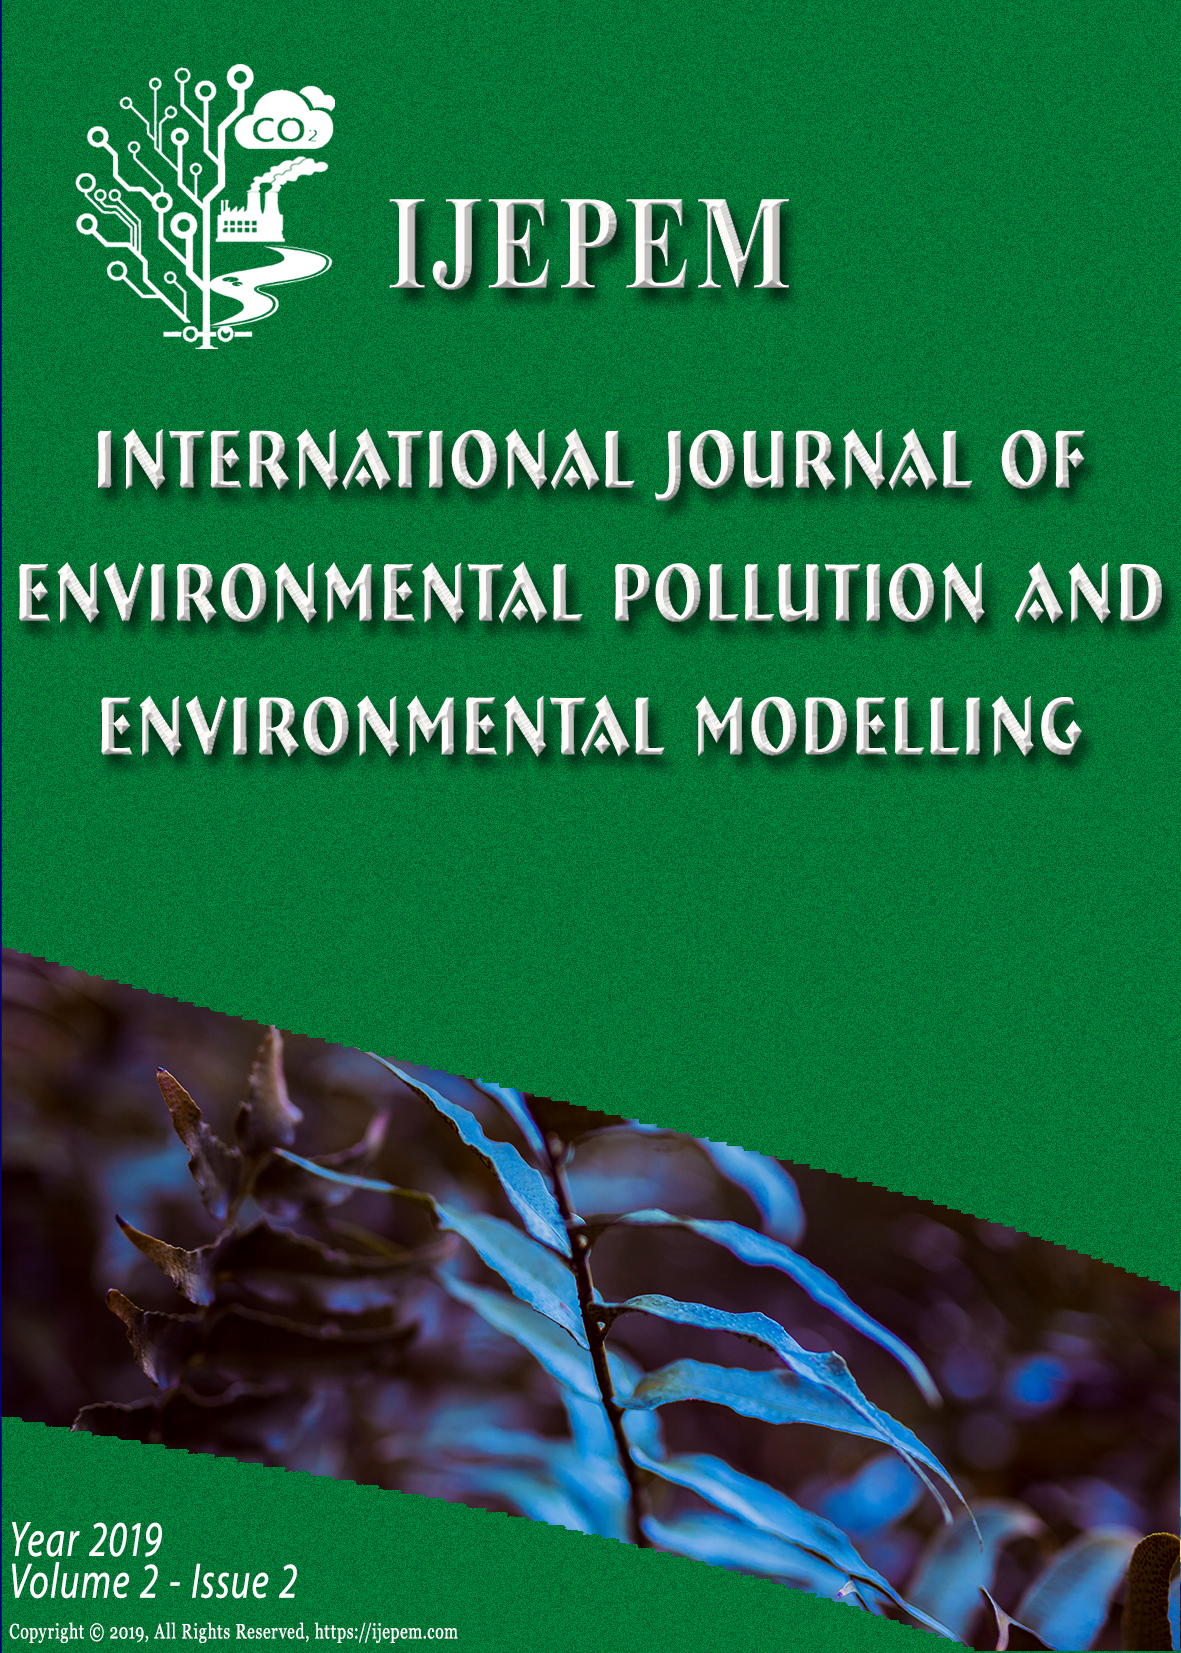 CO2
IJEPEM
INTERNATIONAL JOURNAL OF
ENVIRONMENTAL POLLUTION AND
ENVIRONMENTAL MODELLING
Year 2019
Volume 2 - Issue 2
Copyright © 2019, All Rights Reserved, https://ijepem.com